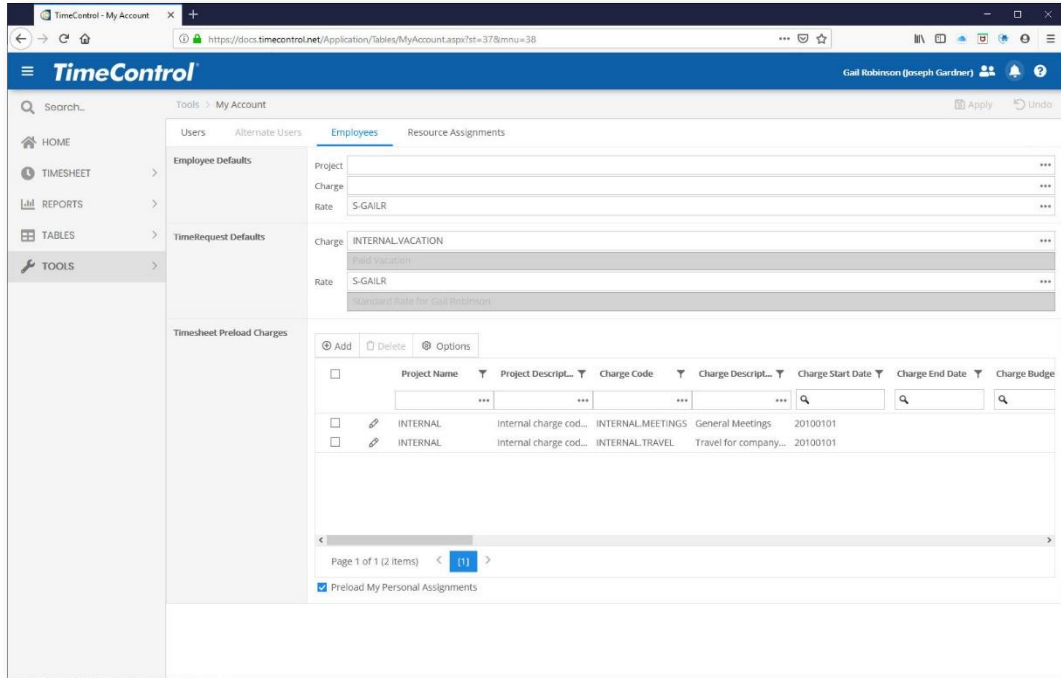 TimeControl - My Account
https://docs.timecontrol.net/Application/Tables/MyAccount.aspx?st=37&mnu=38
TimeControl
Gail Robinson (Joseph Gardner)
Search...
Tools > My Account
Apply
Undo
HOME
TIMESHEET
REPORTS
TABLES
TOOLS
Users Alternate Users Employees Resource Assignments
Employee Defaults
Project
Charge
Rate S-GAILR
TimeRequest Defaults
Charge INTERNAL.VACATION
Paid Vacation
Rate S-GAILR
Standard Rate for Gail Robinson
Timesheet Preload Charges
Add Delete Options
Project Name Project Descript... Charge Code Charge Descript... Charge Start Date Charge End Date Charge Budge
INTERNAL Internal charge cod... INTERNAL.MEETINGS General Meetings 20100101
INTERNAL Internal charge cod... INTERNAL.TRAVEL Travel for company... 20100101
Page 1 of 1 (2 items) < [1] >
Preload My Personal Assignments